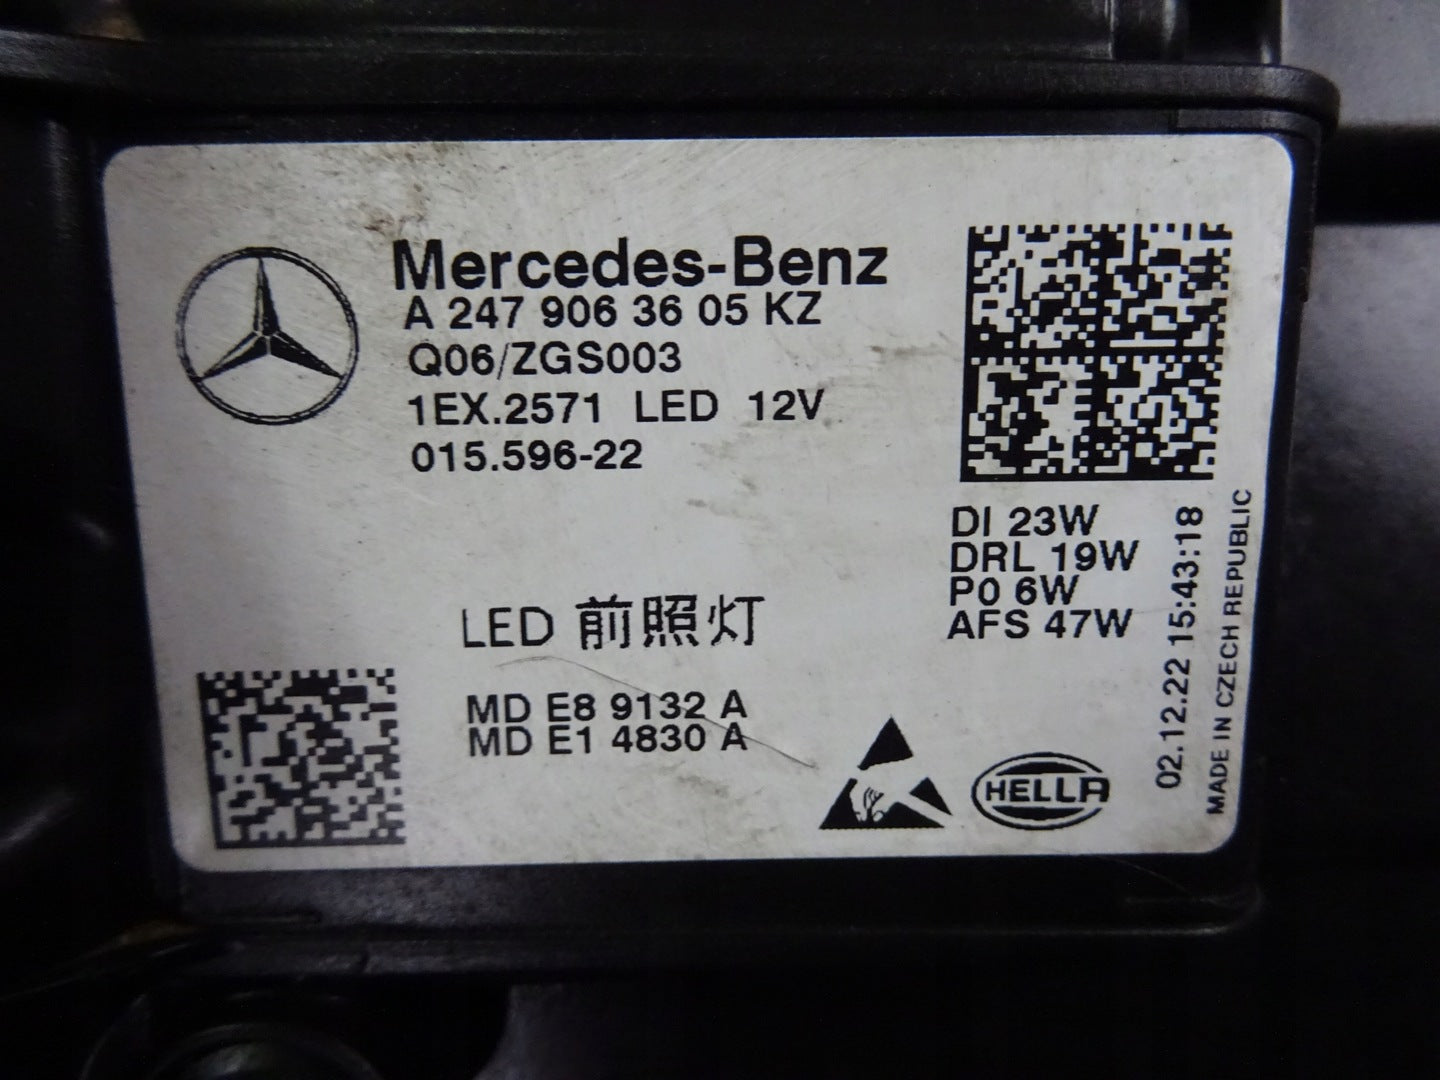 Mercedes-Benz
A 247 906 36 05 KZ
Q06/ZGS003
1EX.2571 LED 12V
015.596-22
DI 23W
DRL 19W
P0 6W
AFS 47W
02.12.22 15:43:18
MADE IN CZECH REPUBLIC
LED 前照灯
MD E8 9132 A
MD E1 4830 A
HELLA